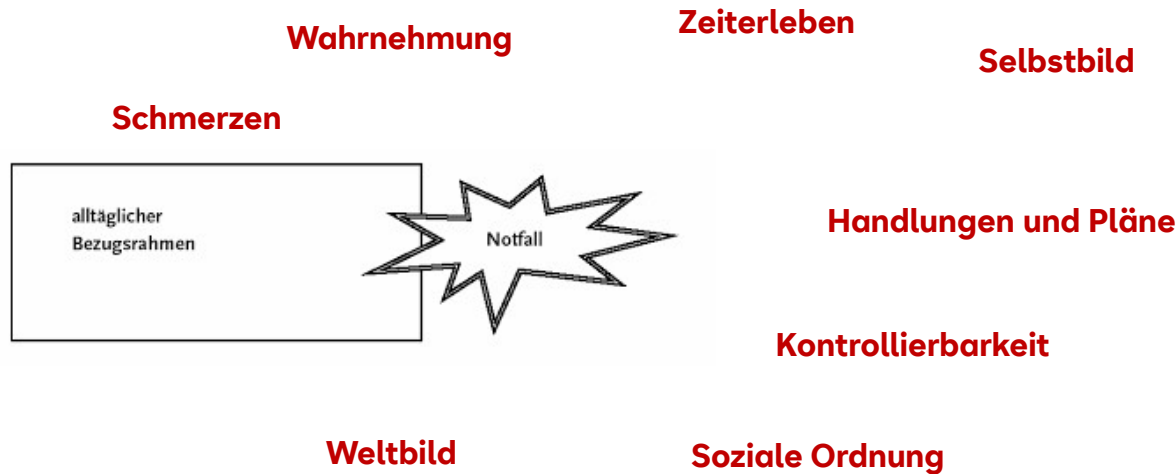 Zeiterleben
Wahrnehmung
Selbstbild
Schmerzen
alltäglicher
Bezugsrahmen
Notfall
Handlungen und Pläne
Kontrollierbarkeit
Weltbild
Soziale Ordnung